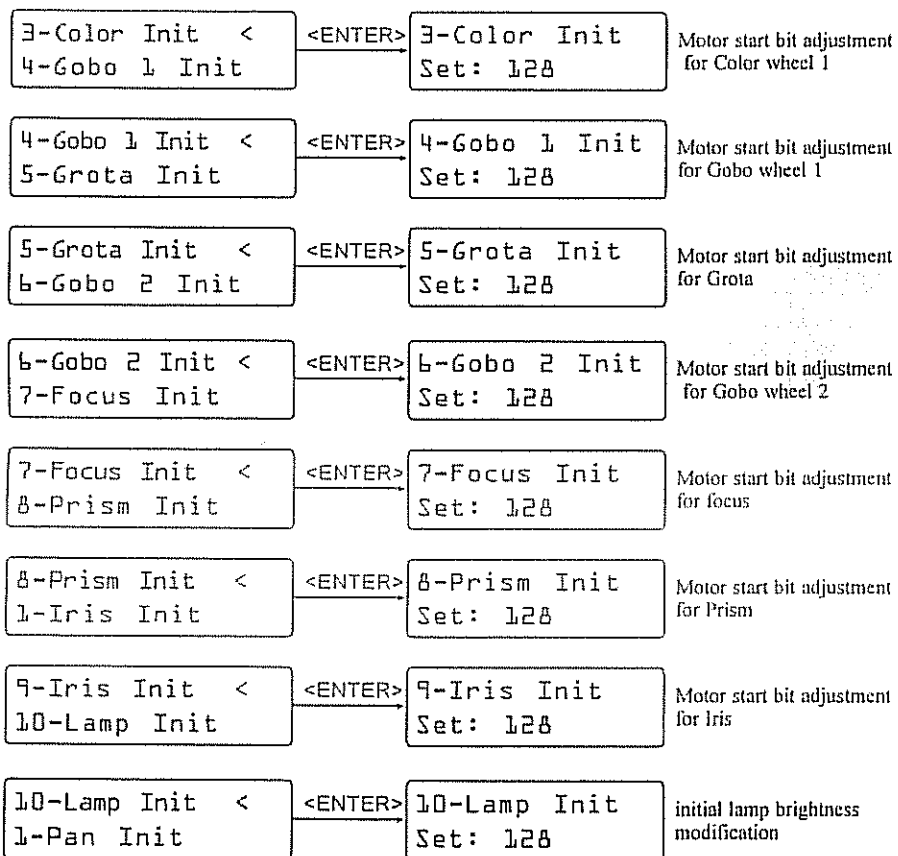 3-Color Init <
4-Gobo 1 Init
<ENTER>
3-Color Init
Set: 128
Motor start bit adjustment
for Color wheel 1
4-Gobo 1 Init <
5-Grota Init
<ENTER>
4-Gobo 1 Init
Set: 128
Motor start bit adjustment
for Gobo wheel 1
5-Grota Init <
6-Gobo 2 Init
<ENTER>
5-Grota Init
Set: 128
Motor start bit adjustment
for Grota
6-Gobo 2 Init <
7-Focus Init
<ENTER>
6-Gobo 2 Init
Set: 128
Motor start bit adjustment
for Gobo wheel 2
7-Focus Init <
8-Prism Init
<ENTER>
7-Focus Init
Set: 128
Motor start bit adjustment
for focus
8-Prism Init <
1-Iris Init
<ENTER>
8-Prism Init
Set: 128
Motor start bit adjustment
for Prism
9-Iris Init <
10-Lamp Init
<ENTER>
9-Iris Init
Set: 128
Motor start bit adjustment
for Iris
10-Lamp Init <
1-Pan Init
<ENTER>
10-Lamp Init
Set: 128
initial lamp brightness
modification